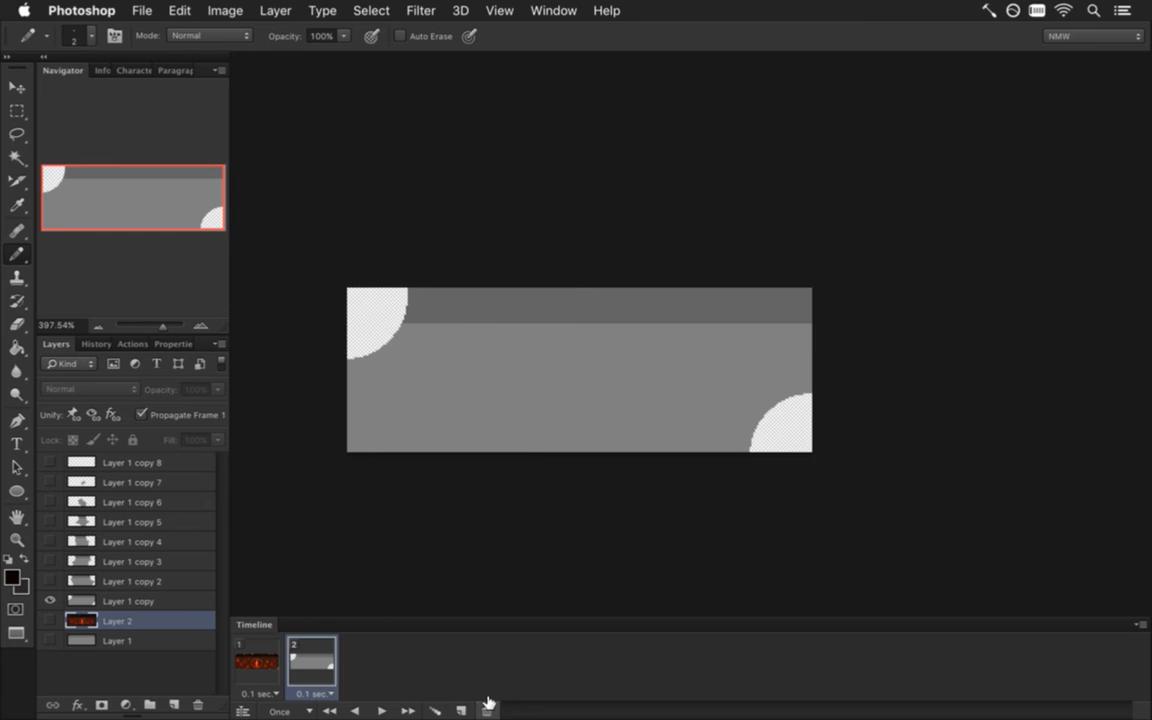 Photoshop File Edit Image Layer Type Select Filter 3D View Window Help
2 Mode: Normal Opacity: 100% Auto Erase NMW
Navigator Info Characte Paragrap
397.54%
Layers History Actions Propertie
Kind
Normal Opacity: 100%
Unify: Propagate Frame 1
Lock: Fill: 100%
Layer 1 copy 8
Layer 1 copy 7
Layer 1 copy 6
Layer 1 copy 5
Layer 1 copy 4
Layer 1 copy 3
Layer 1 copy 2
Layer 1 copy
Layer 2
Layer 1
Timeline
1 2
0.1 sec. 0.1 sec.
Once